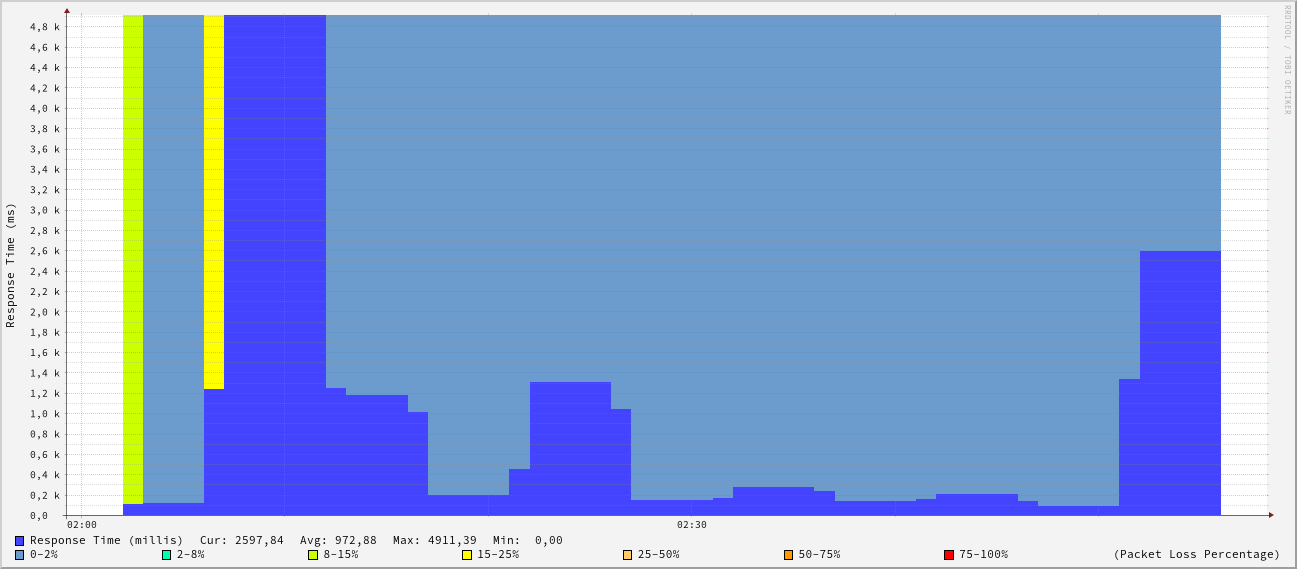 RRDTOOL / TOBI OETIKER
Response Time (ms)
4,8 k
4,6 k
4,4 k
4,2 k
4,0 k
3,8 k
3,6 k
3,4 k
3,2 k
3,0 k
2,8 k
2,6 k
2,4 k
2,2 k
2,0 k
1,8 k
1,6 k
1,4 k
1,2 k
1,0 k
0,8 k
0,6 k
0,4 k
0,2 k
0,0
02:00 02:30
Response Time (millis) Cur: 2597,84 Avg: 972,88 Max: 4911,39 Min: 0,00
0-2% 2-8% 8-15% 15-25% 25-50% 50-75% 75-100% (Packet Loss Percentage)